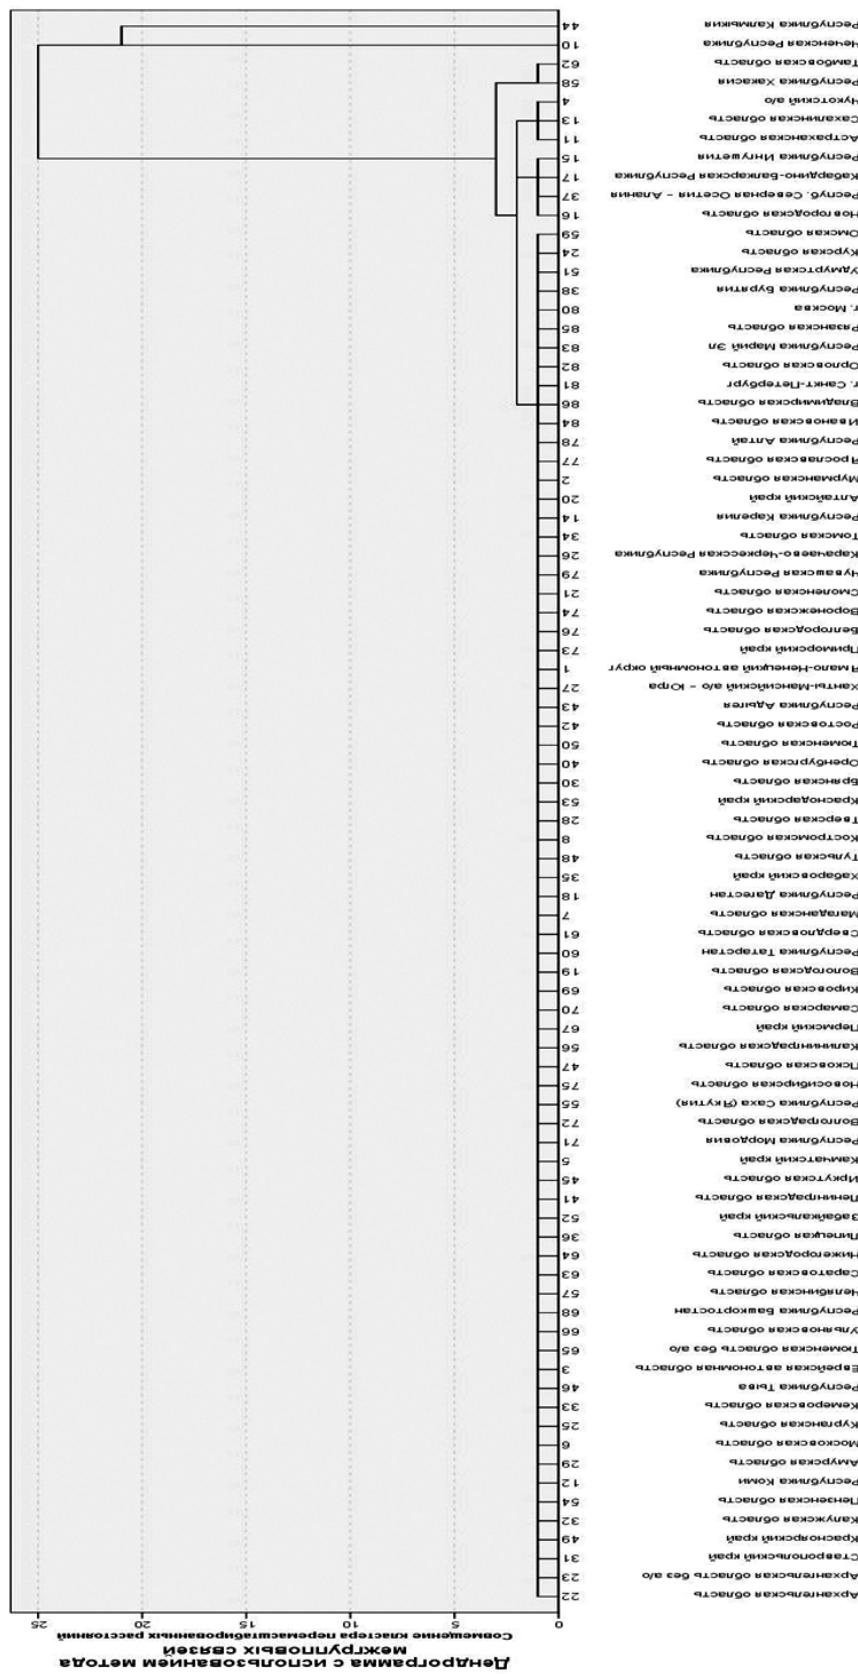 Дендрограмма с использованием метода
межгрупповых связей
Совмещение кластера перемасштабированных расстояний
0 5 10 15 20 25
Архангельская область 22
Архангельская область без а/о 23
Ставропольский край 31
Красноярский край 49
Калужская область 32
Пензенская область 54
Республика Коми 12
Амурская область 29
Московская область 6
Курганская область 25
Кемеровская область 33
Республика Тыва 46
Еврейская автономная область 3
Тюменская область без а/о 65
Ульяновская область 66
Республика Башкортостан 68
Челябинская область 57
Саратовская область 63
Нижегородская область 64
Липецкая область 36
Забайкальский край 52
Ленинградская область 41
Иркутская область 45
Камчатский край 5
Республика Мордовия 71
Волгоградская область 72
Республика Саха (Якутия) 55
Новосибирская область 75
Псковская область 47
Калининградская область 56
Пермский край 67
Самарская область 70
Кировская область 69
Вологодская область 19
Республика Татарстан 60
Свердловская область 61
Магаданская область 7
Республика Дагестан 18
Хабаровский край 35
Тульская область 48
Костромская область 8
Тверская область 28
Краснодарский край 53
Брянская область 30
Оренбургская область 40
Тюменская область 50
Ростовская область 42
Республика Адыгея 43
Ханты-Мансийский а/о – Югра 27
Ямало-Ненецкий автономный округ 1
Приморский край 73
Белгородская область 76
Воронежская область 74
Смоленская область 21
Чувашская Республика 79
Карачаево-Черкесская Республика 26
Томская область 34
Республика Карелия 14
Алтайский край 20
Мурманская область 2
Ярославская область 77
Республика Алтай 78
Ивановская область 84
Владимирская область 86
г. Санкт-Петербург 81
Орловская область 82
Республика Марий Эл 83
Рязанская область 85
г. Москва 80
Республика Бурятия 38
Удмуртская Республика 51
Курская область 24
Омская область 59
Новгородская область 16
Респуб. Северная Осетия – Алания 37
Кабардино-Балкарская Республика 17
Республика Ингушетия 15
Астраханская область 11
Сахалинская область 13
Чукотский а/о 4
Республика Хакасия 58
Тамбовская область 62
Чеченская Республика 10
Республика Калмыкия 44